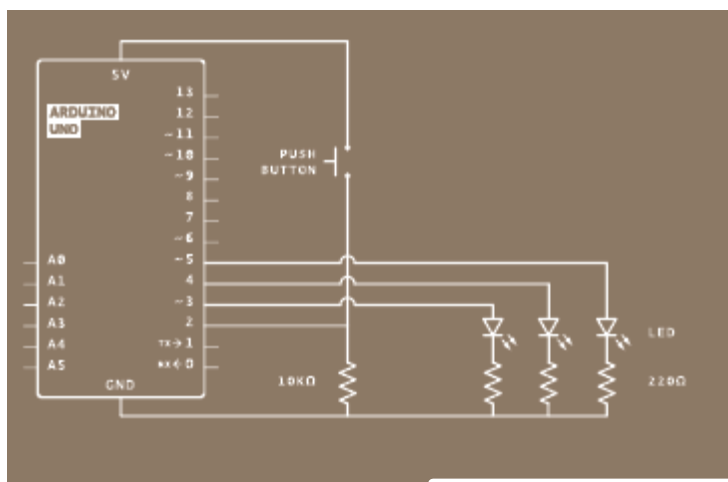 5V
ARDUINO
UNO
13
12
~11
~10
~9
8
7
~6
~5
4
~3
2
TX→1
RX←0
A0
A1
A2
A3
A4
A5
GND
PUSH
BUTTON
10KΩ
LED
220Ω